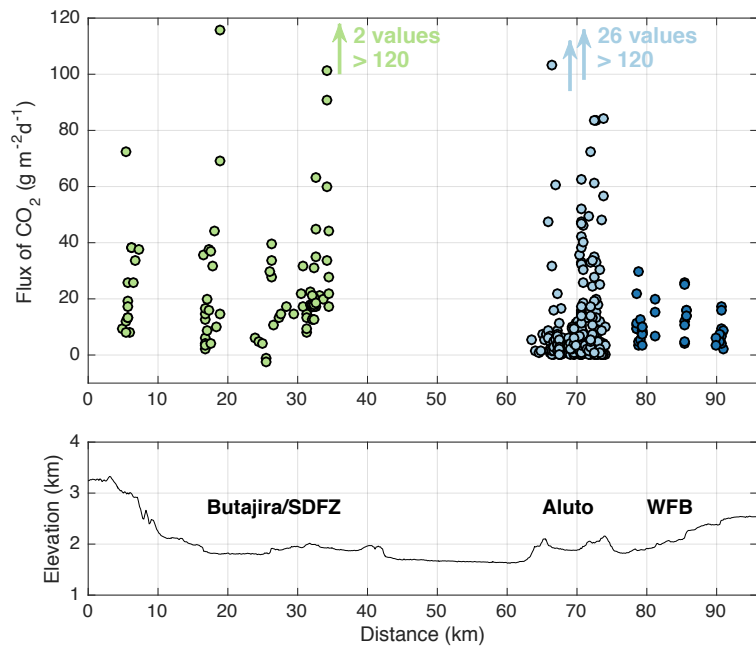 120
100
80
60
40
20
0
Flux of CO2 (g m-2d-1)
2 values
> 120
26 values
> 120
0 10 20 30 40 50 60 70 80 90
4
3
2
1
Elevation (km)
Butajira/SDFZ Aluto WFB
0 10 20 30 40 50 60 70 80 90
Distance (km)